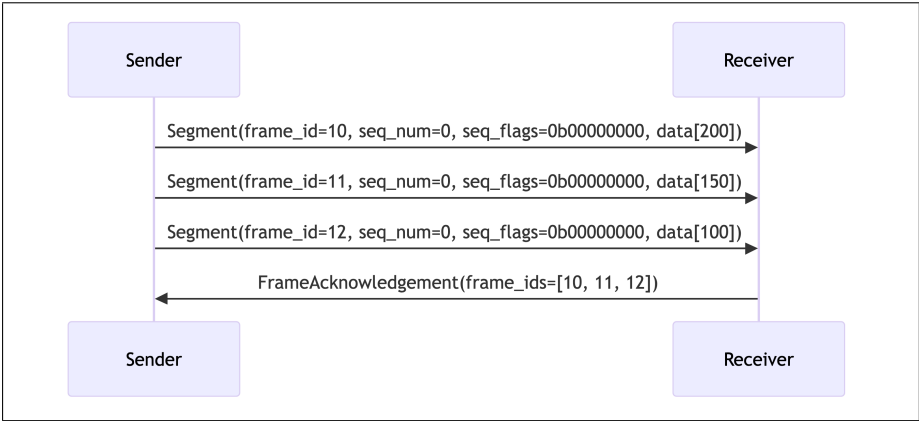 Sender
Receiver
Segment(frame_id=10, seq_num=0, seq_flags=0b00000000, data[200])
Segment(frame_id=11, seq_num=0, seq_flags=0b00000000, data[150])
Segment(frame_id=12, seq_num=0, seq_flags=0b00000000, data[100])
FrameAcknowledgement(frame_ids=[10, 11, 12])
Sender
Receiver